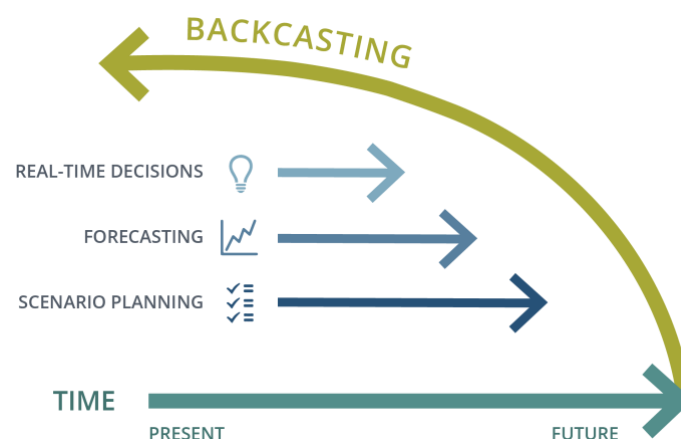 BACKCASTING
REAL-TIME DECISIONS
FORECASTING
SCENARIO PLANNING
TIME
PRESENT
FUTURE